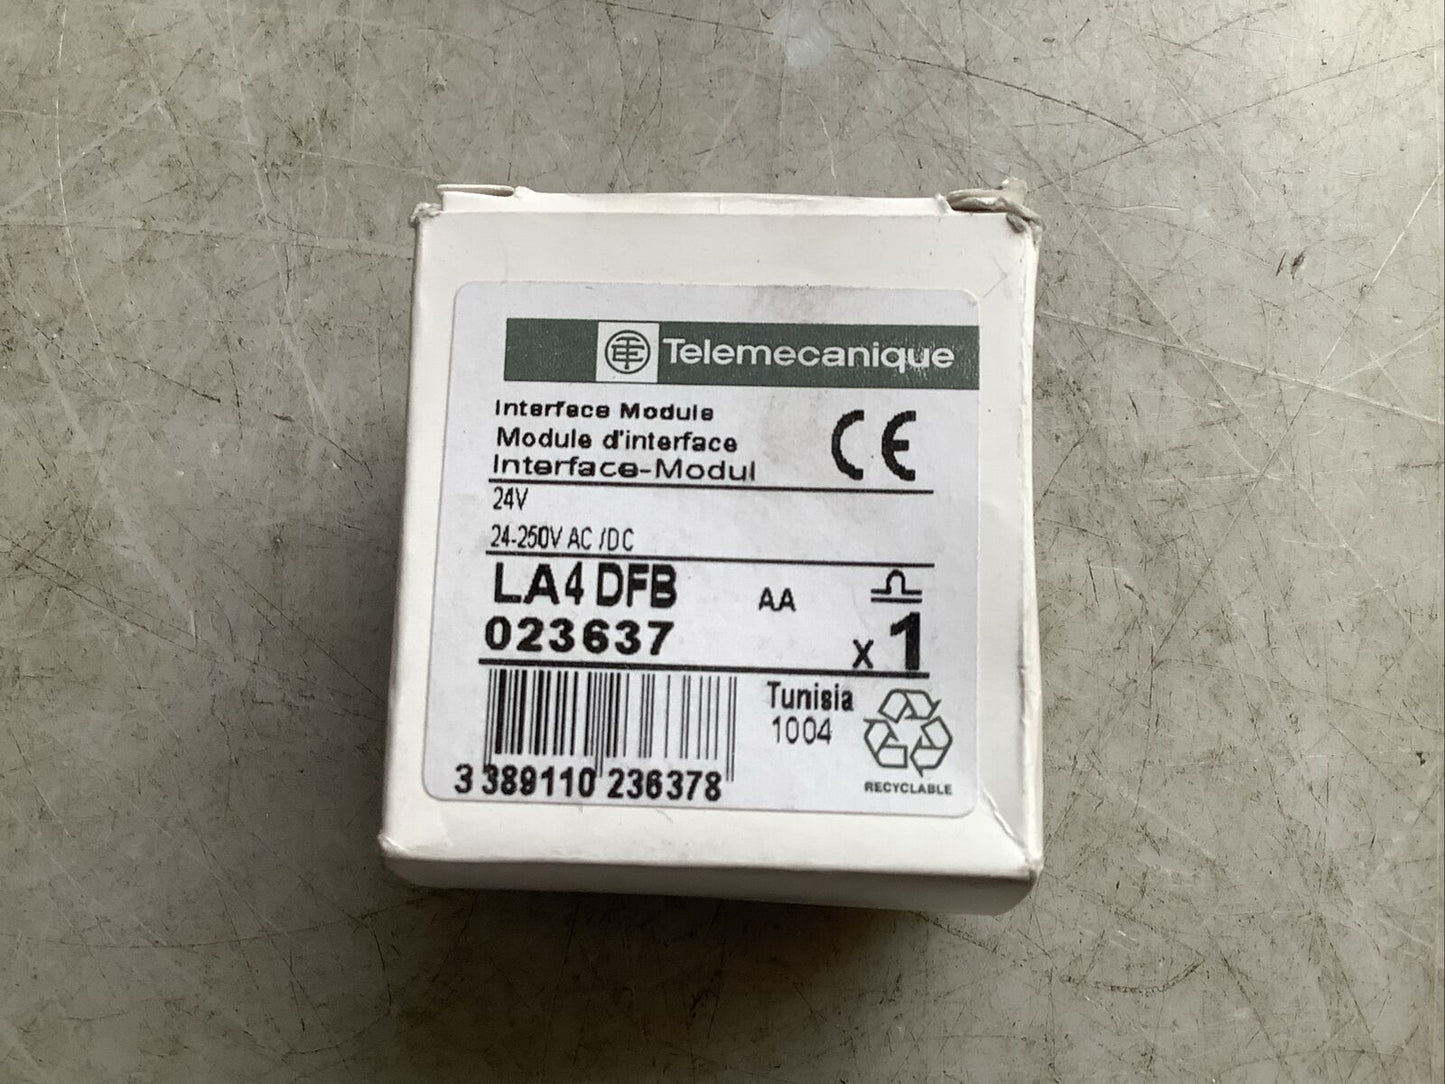 Telemecanique
Interface Module
Module d'interface
Interface-Modul
CE
24V
24-250V AC /DC
LA4 DFB AA
023637 x 1
Tunisia
1004
3 389110 236378
RECYCLABLE